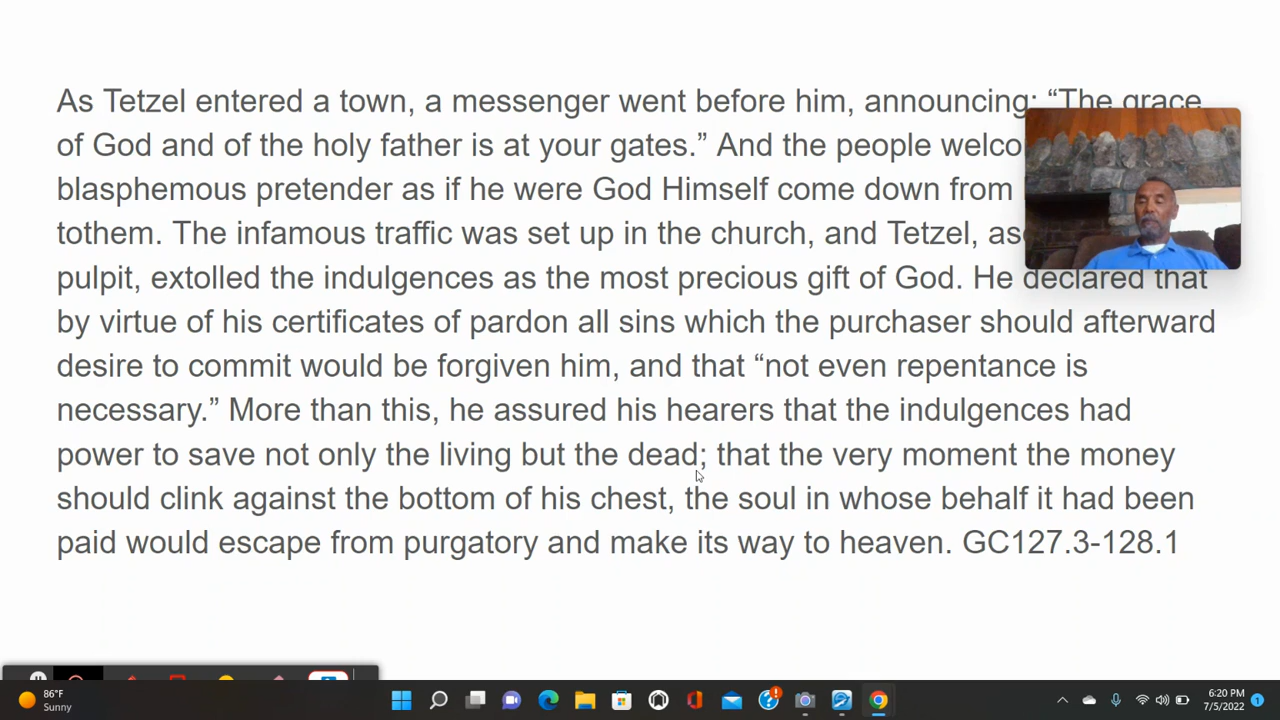 As Tetzel entered a town, a messenger went before him, announcing: “The grace
of God and of the holy father is at your gates.” And the people
blasphemous pretender as if he were God Himself come down from
tothem. The infamous traffic was set up in the church, and Tetzel,
pulpit, extolled the indulgences as the most precious gift of God. He declared that
by virtue of his certificates of pardon all sins which the purchaser should afterward
desire to commit would be forgiven him, and that “not even repentance is
necessary.” More than this, he assured his hearers that the indulgences had
power to save not only the living but the dead; that the very moment the money
should clink against the bottom of his chest, the soul in whose behalf it had been
paid would escape from purgatory and make its way to heaven. GC127.3-128.1
86°F
Sunny
6:20 PM
7/5/2022